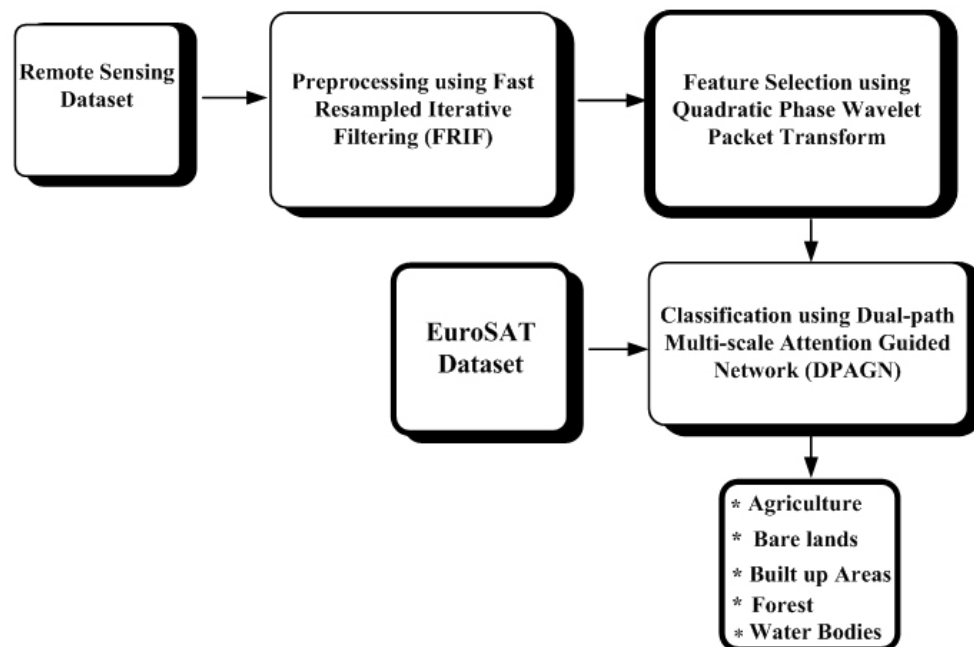 Remote Sensing
Dataset
Preprocessing using Fast
Resampled Iterative
Filtering (FRIF)
Feature Selection using
Quadratic Phase Wavelet
Packet Transform
EuroSAT
Dataset
Classification using Dual-path
Multi-scale Attention Guided
Network (DPAGN)
* Agriculture
* Bare lands
* Built up Areas
* Forest
* Water Bodies